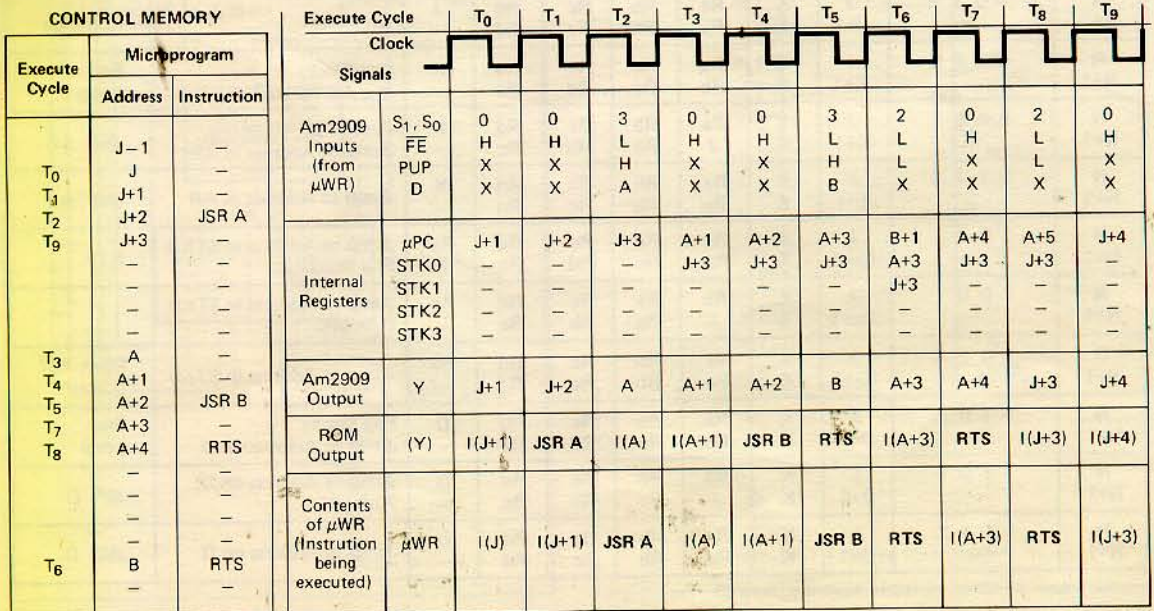 CONTROL MEMORY
Execute Cycle
Microprogram
Address Instruction
J−1 —
T0 J —
T1 J+1 —
T2 J+2 JSR A
T9 J+3 —
— —
— —
— —
— —
T3 A —
T4 A+1 —
T5 A+2 JSR B
T7 A+3 —
T8 A+4 RTS
— —
— —
— —
— —
T6 B RTS
— —
Execute Cycle T0 T1 T2 T3 T4 T5 T6 T7 T8 T9
Clock
Signals
Am2909 Inputs (from μWR)
S1, S0 0 0 3 0 0 3 2 0 2 0
FE H H L H H L L H L H
PUP X X H X X H L X L X
D X X A X X B X X X X
Internal Registers
μPC J+1 J+2 J+3 A+1 A+2 A+3 B+1 A+4 A+5 J+4
STK0 — — — J+3 J+3 J+3 A+3 J+3 J+3 —
STK1 — — — — — — J+3 — — —
STK2 — — — — — — — — — —
STK3 — — — — — — — — — —
Am2909 Output Y J+1 J+2 A A+1 A+2 B A+3 A+4 J+3 J+4
ROM Output (Y) I(J+1) JSR A I(A) I(A+1) JSR B RTS I(A+3) RTS I(J+3) I(J+4)
Contents of μWR (Instrution being executed) μWR I(J) I(J+1) JSR A I(A) I(A+1) JSR B RTS I(A+3) RTS I(J+3)